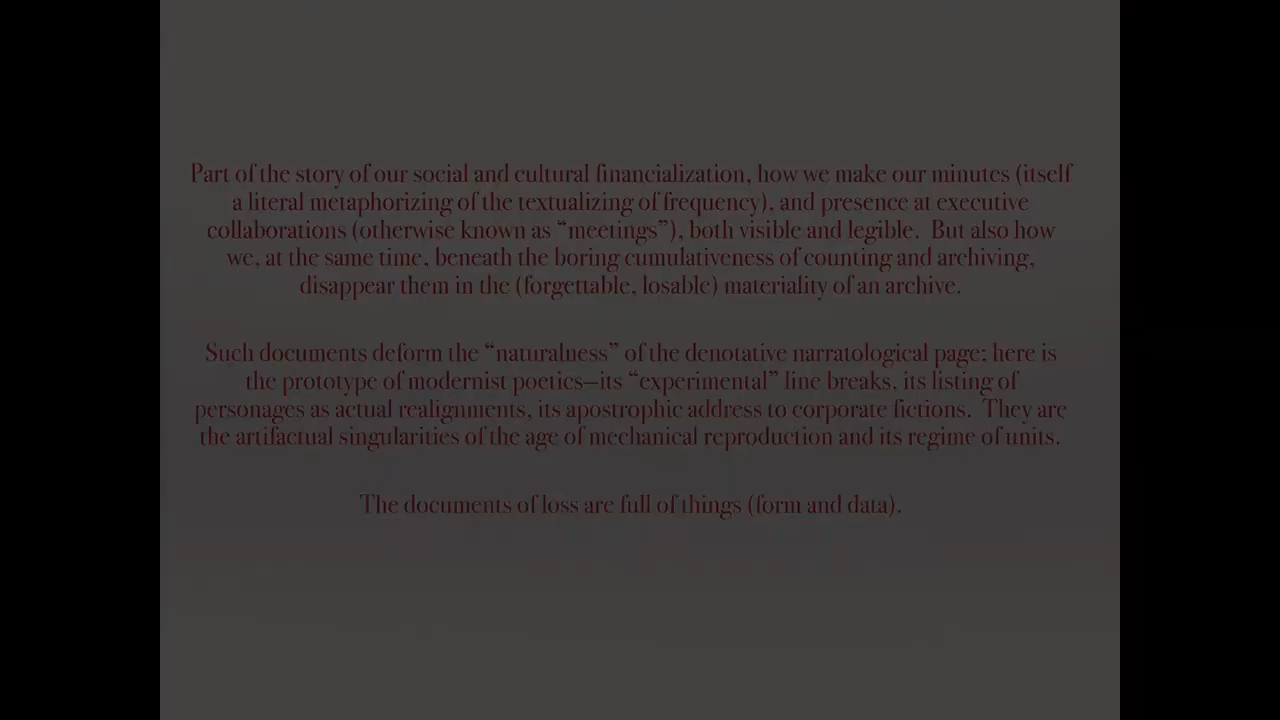 Part of the story of our social and cultural financialization, how we make our minutes (itself
a literal metaphorizing of the textualizing of frequency), and presence at executive
collaborations (otherwise known as “meetings”), both visible and legible.  But also how
we, at the same time, beneath the boring cumulativeness of counting and archiving,
disappear them in the (forgettable, losable) materiality of an archive.
Such documents deform the “naturalness” of the denotative narratological page; here is
the prototype of modernist poetics—its “experimental” line breaks, its listing of
personages as actual realignments, its apostrophic address to corporate fictions.  They are
the artifactual singularities of the age of mechanical reproduction and its regime of units.
The documents of loss are full of things (form and data).